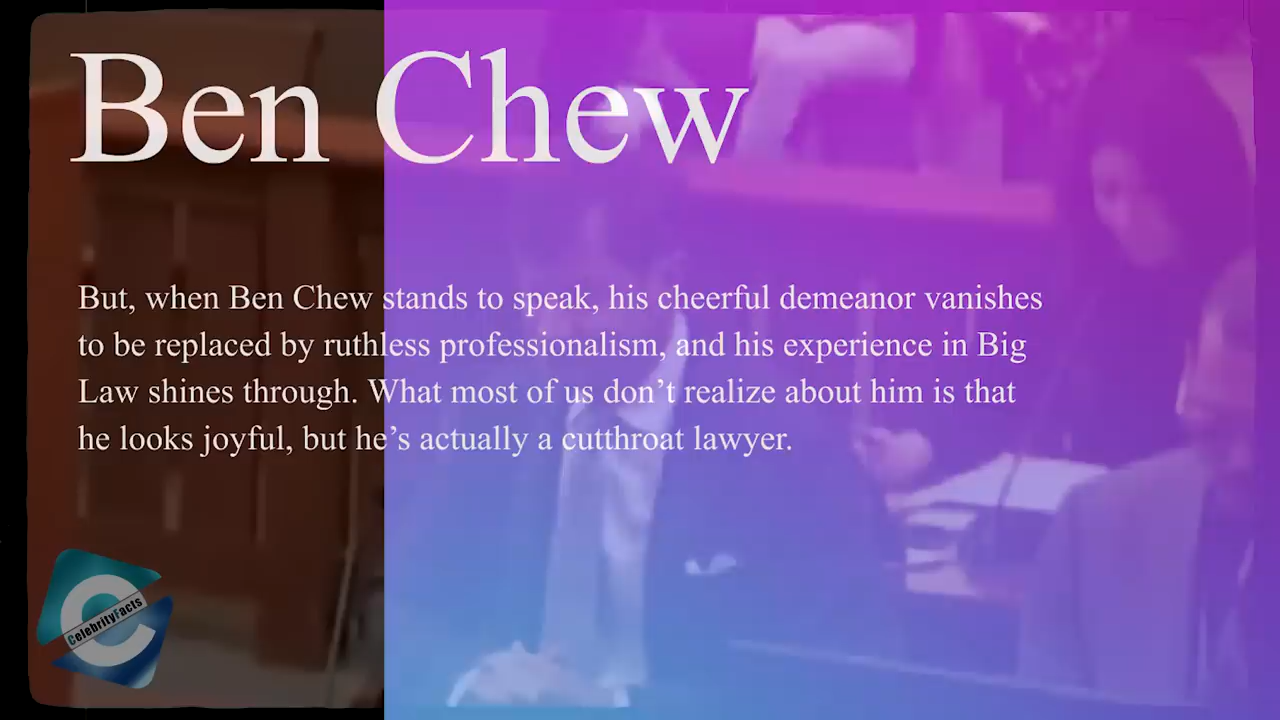 Ben Chew
But, when Ben Chew stands to speak, his cheerful demeanor vanishes
to be replaced by ruthless professionalism, and his experience in Big
Law shines through. What most of us don’t realize about him is that
he looks joyful, but he’s actually a cutthroat lawyer.
CelebrityFacts